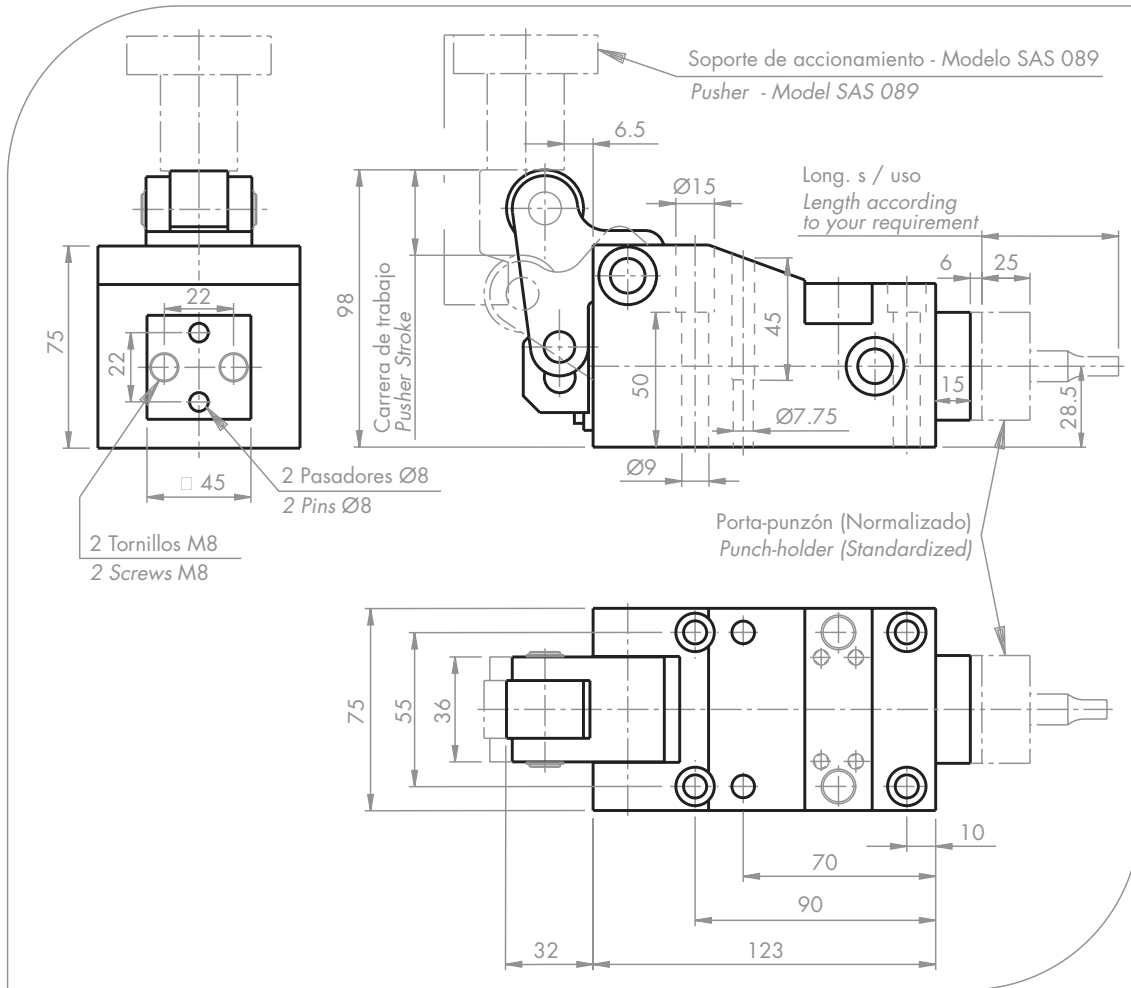 Soporte de accionamiento - Modelo SAS 089
Pusher - Model SAS 089
6.5
Ø15
Long. s / uso
Length according
to your requirement
6
25
22
75
22
98
Carrera de trabajo
Pusher Stroke
45
50
15
28.5
Ø7.75
Ø9
□ 45
2 Pasadores Ø8
2 Pins Ø8
2 Tornillos M8
2 Screws M8
Porta-punzón (Normalizado)
Punch-holder (Standardized)
75
55
36
10
70
90
32
123